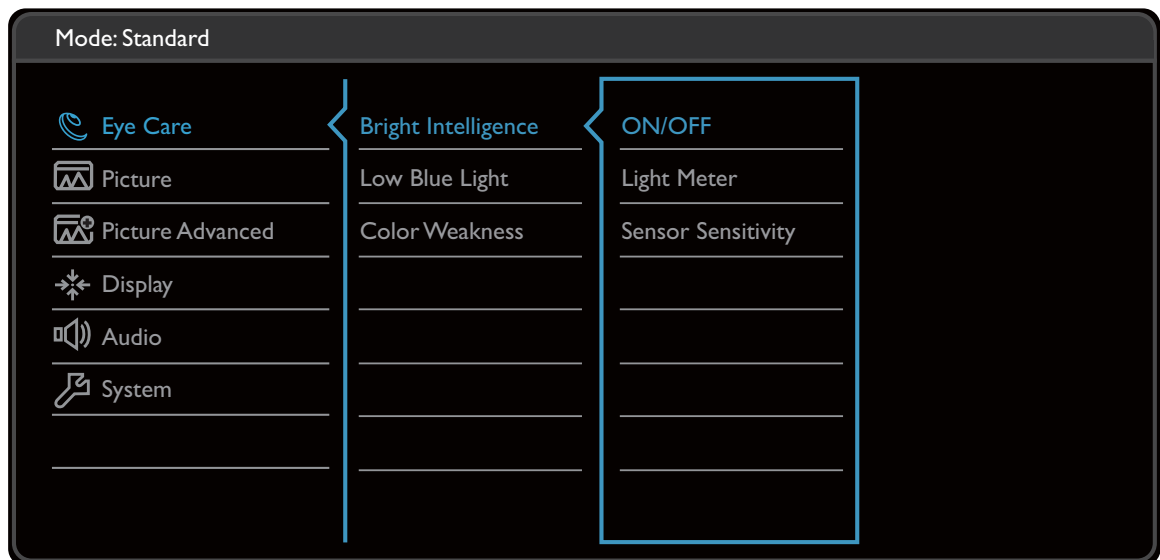 Mode: Standard
Eye Care
Bright Intelligence
ON/OFF
Picture
Low Blue Light
Light Meter
Picture Advanced
Color Weakness
Sensor Sensitivity
Display
Audio
System